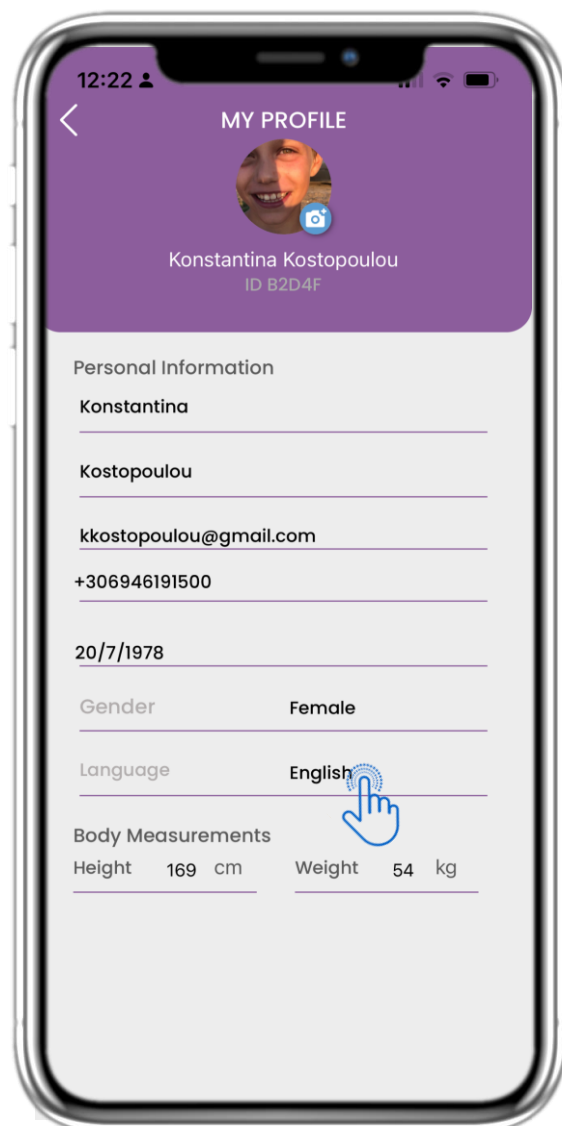 12:22
MY PROFILE
Konstantina Kostopoulou
ID B2D4F
Personal Information
Konstantina
Kostopoulou
kkostopoulou@gmail.com
+306946191500
20/7/1978
Gender Female
Language English
Body Measurements
Height 169 cm Weight 54 kg